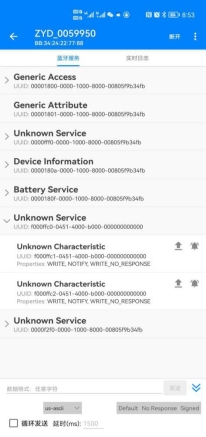 8:53
ZYD_0059950
BB:34:24:22:77:88
断开
蓝牙服务
实时日志
Generic Access
UUID: 00001800-0000-1000-8000-00805f9b34fb
Generic Attribute
UUID: 00001801-0000-1000-8000-00805f9b34fb
Unknown Service
UUID: 0000fff0-0000-1000-8000-00805f9b34fb
Device Information
UUID: 0000180a-0000-1000-8000-00805f9b34fb
Battery Service
UUID: 0000180f-0000-1000-8000-00805f9b34fb
Unknown Service
UUID: f000ffc0-0451-4000-b000-000000000000
Unknown Characteristic
UUID: f000ffc1-0451-4000-b000-000000000000
Properties: WRITE, NOTIFY, WRITE_NO_RESPONSE
Unknown Characteristic
UUID: f000ffc2-0451-4000-b000-000000000000
Properties: WRITE, NOTIFY, WRITE_NO_RESPONSE
Unknown Service
UUID: 0000f2f0-0000-1000-8000-00805f9b34fb
数据格式: 任意字符
发送
us-ascii
Default No Response Signed
循环发送 延时(ms): 1500